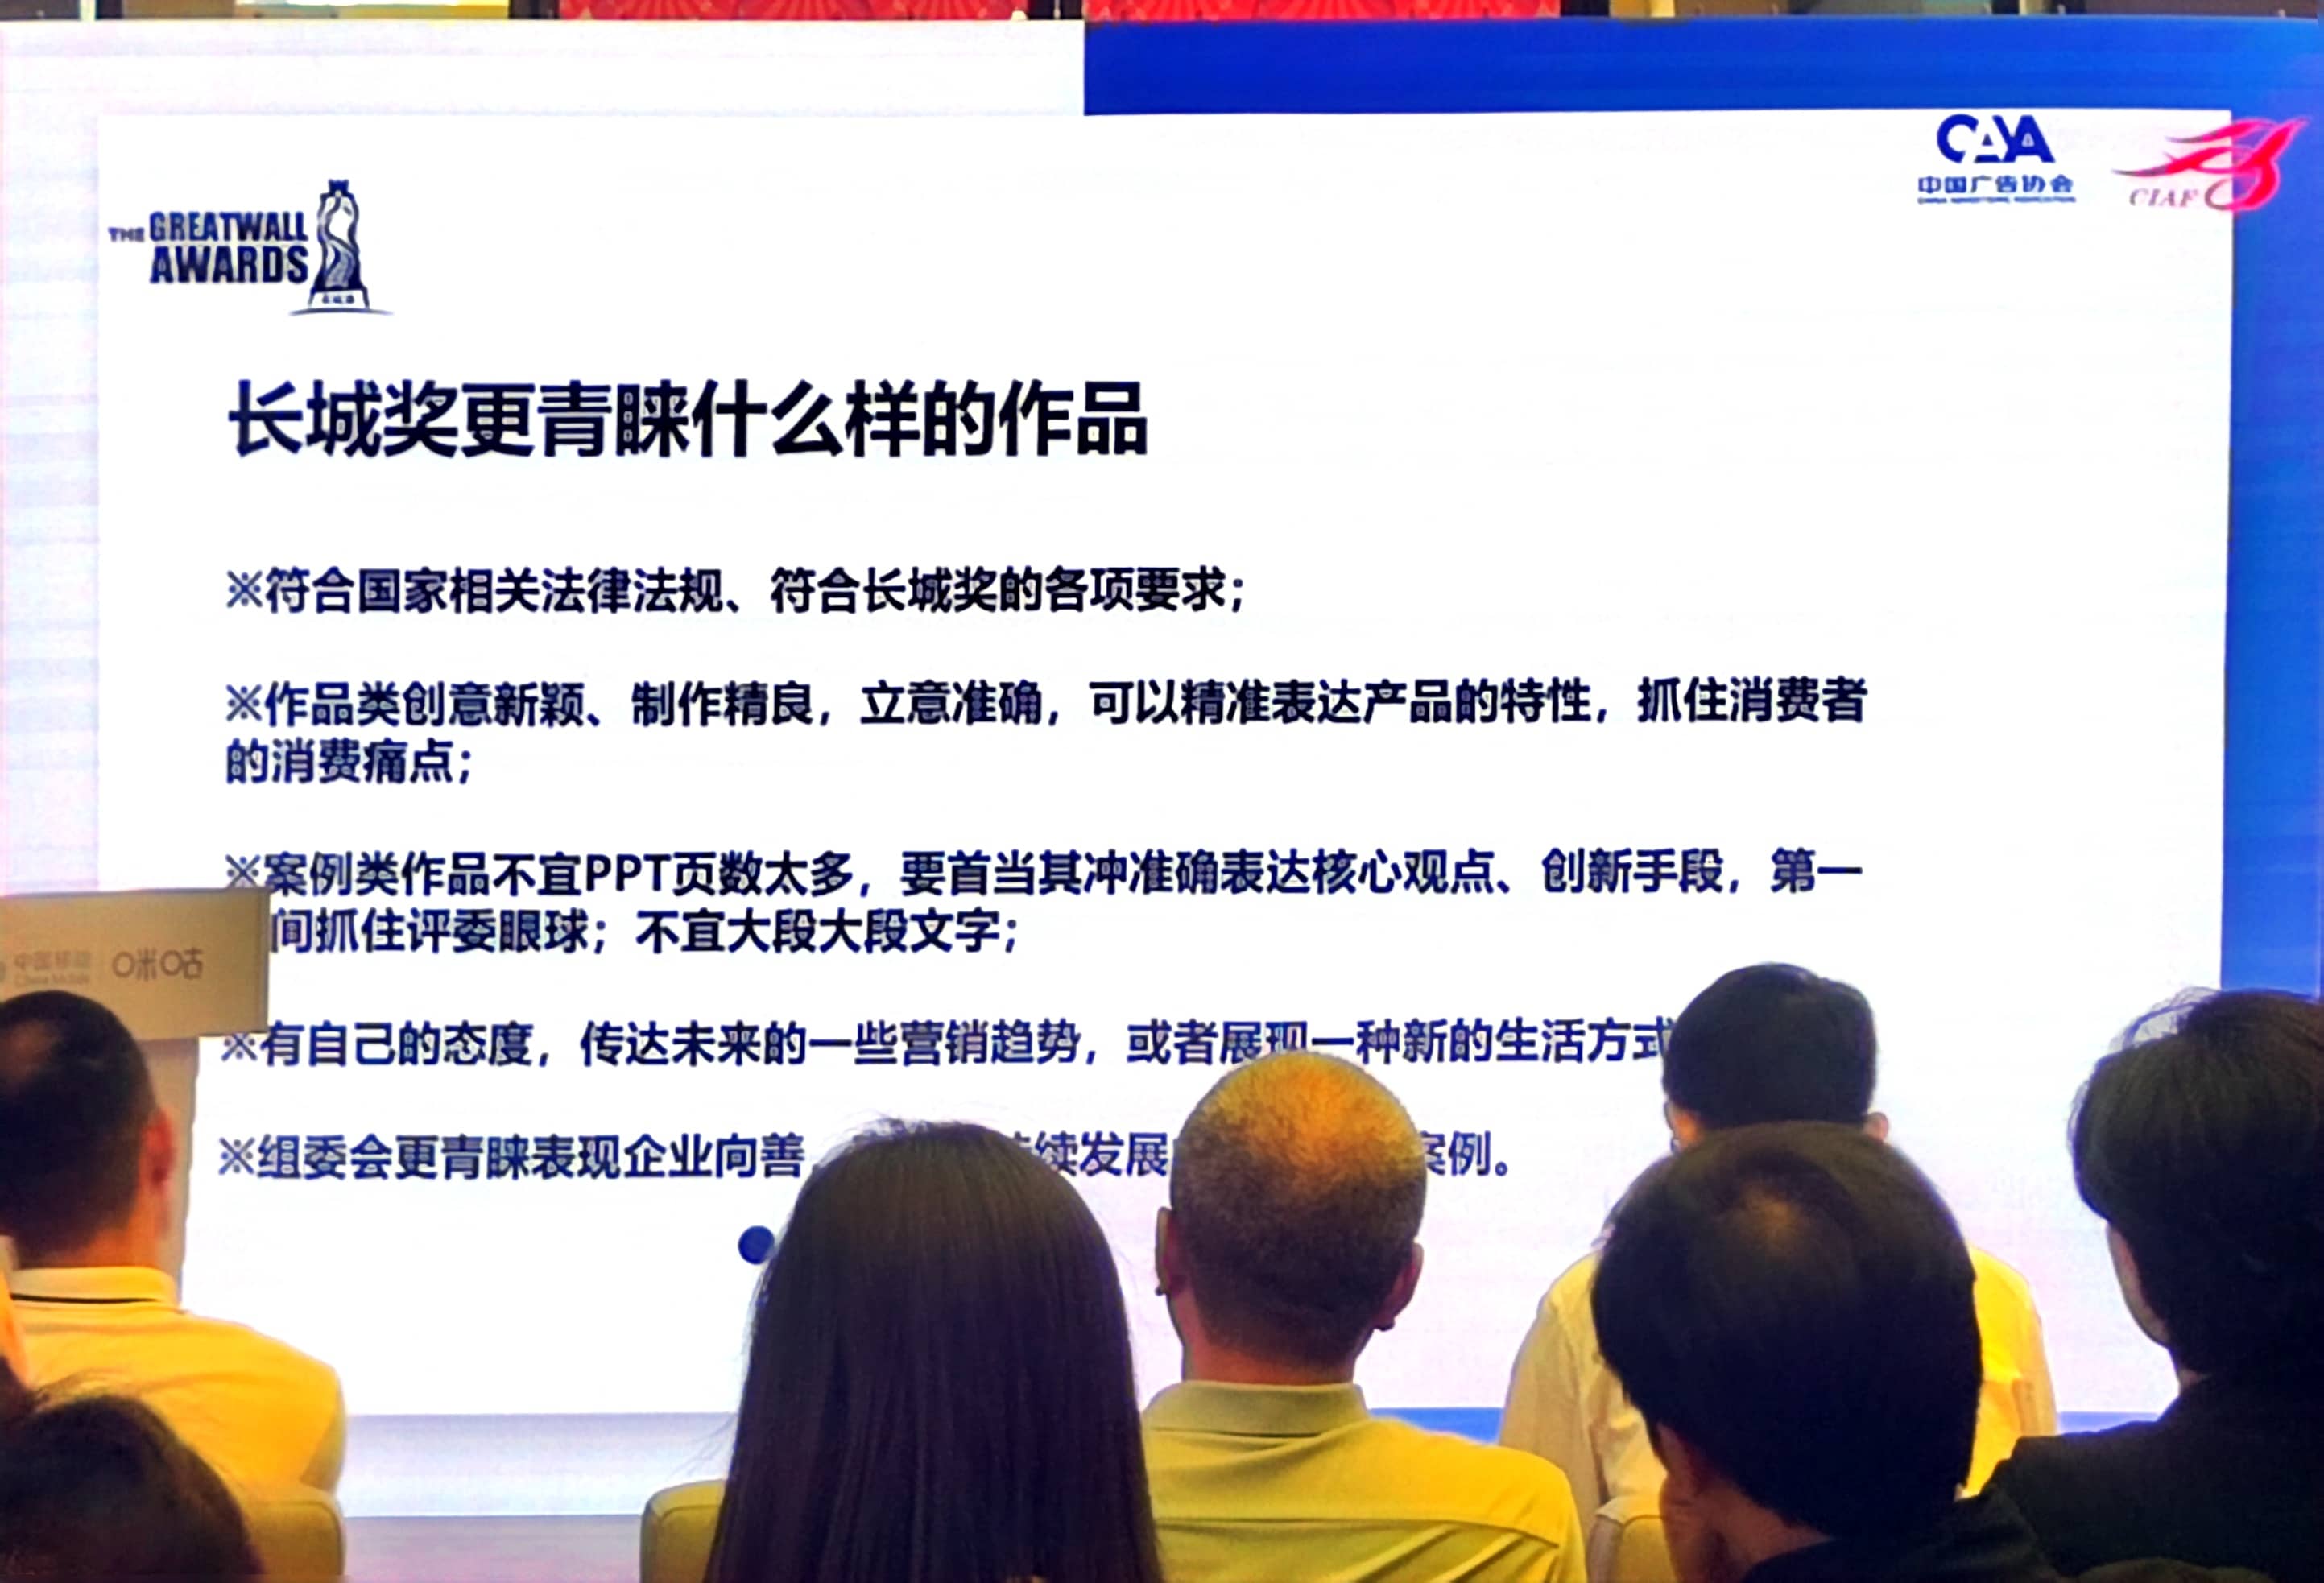 THE GREATWALL
AWARDS
CAA
中国广告协会
CIAF
长城奖更青睐什么样的作品
※符合国家相关法律法规、符合长城奖的各项要求；
※作品类创意新颖、制作精良，立意准确，可以精准表达产品的特性，抓住消费者
的消费痛点；
※案例类作品不宜PPT页数太多，要首当其冲准确表达核心观点、创新手段，第一
间抓住评委眼球；不宜大段大段文字；
中国移动
China Mobile
咪咕
※有自己的态度，传达未来的一些营销趋势，或者展现一种新的生活方式
※组委会更青睐表现企业向善 续发展 案例。